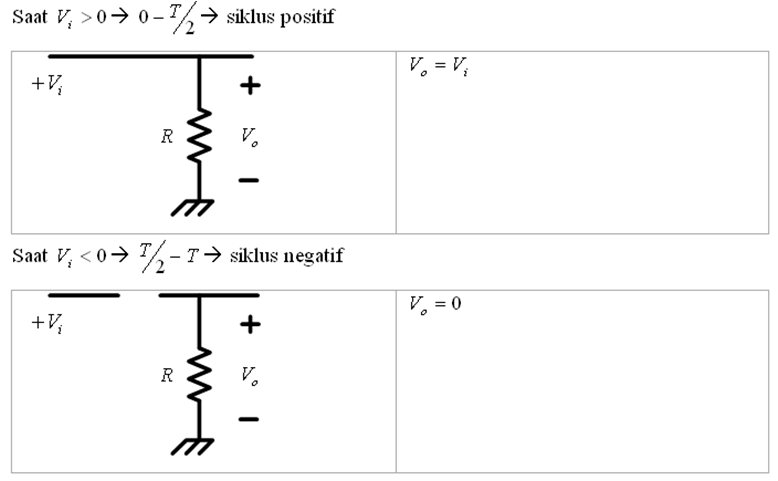 Saat V_i > 0 → 0 – T/2 → siklus positif
+V_i
+
R
V_o
–
V_o = V_i
Saat V_i < 0 → T/2 – T → siklus negatif
+V_i
+
R
V_o
–
V_o = 0